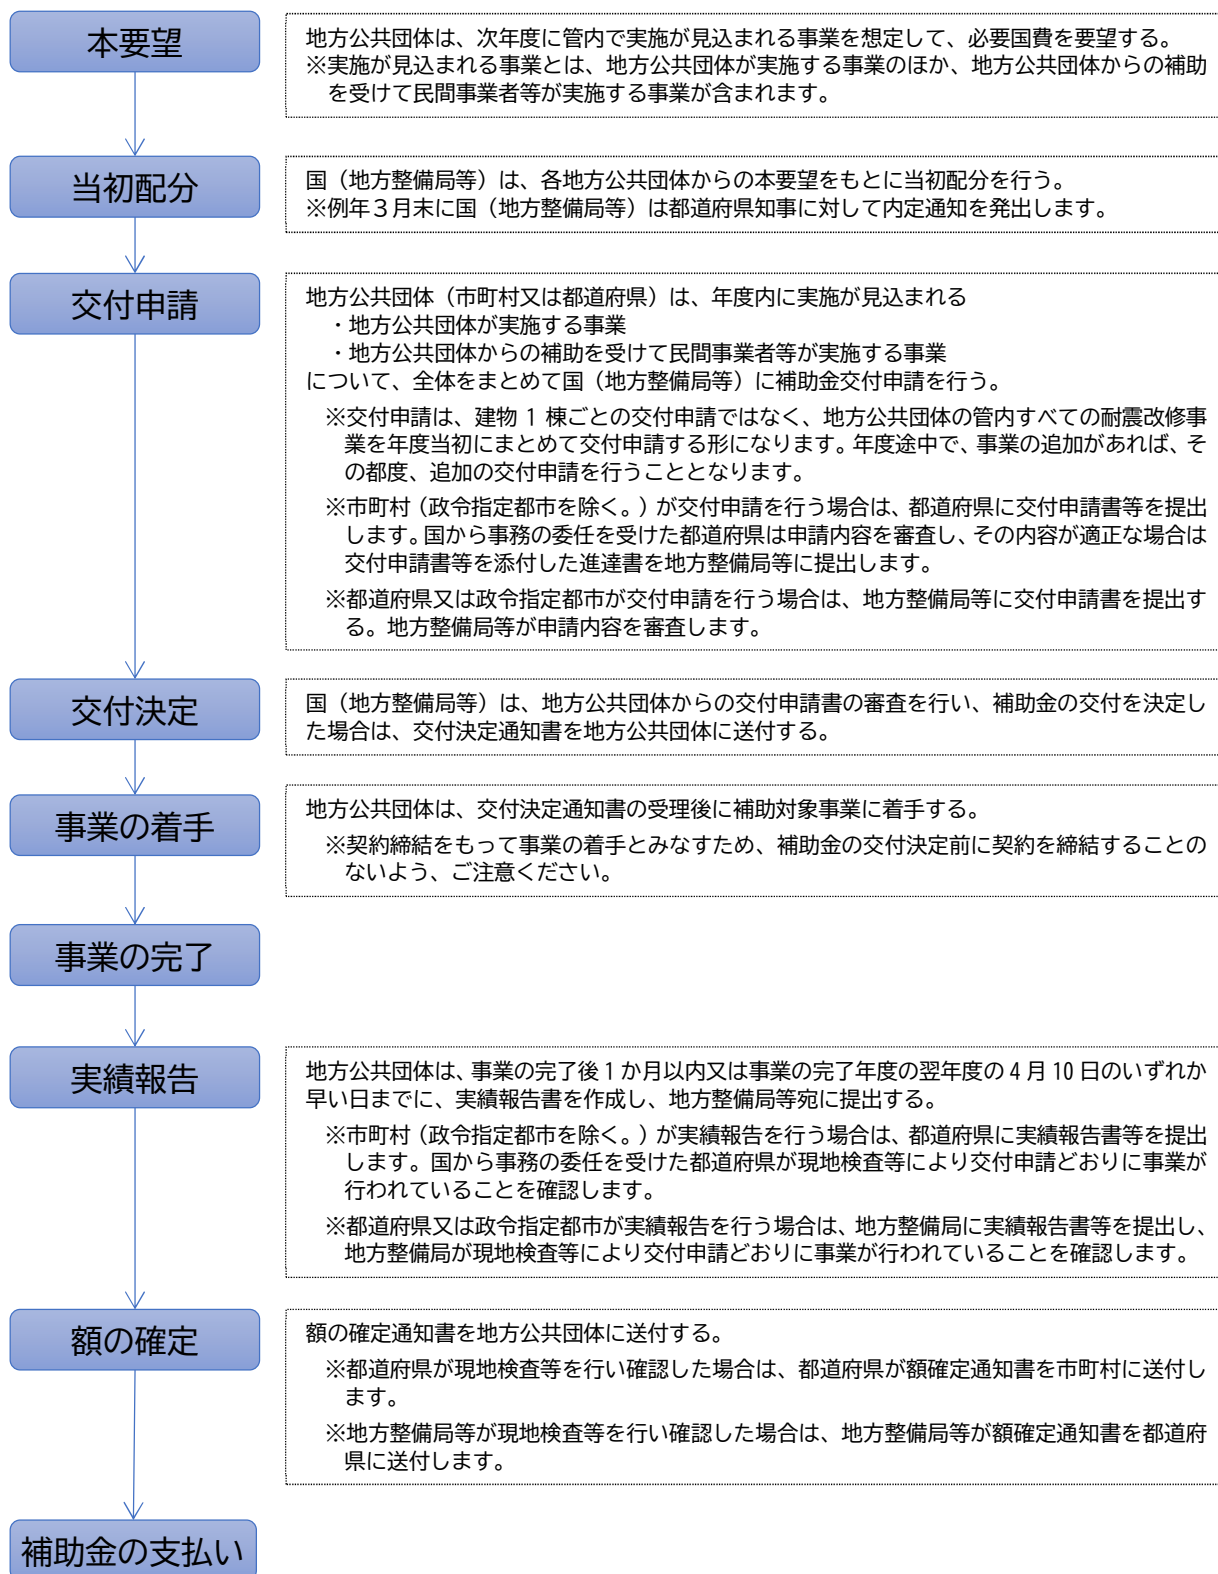 本要望
地方公共団体は、次年度に管内で実施が見込まれる事業を想定して、必要国費を要望する。
※実施が見込まれる事業とは、地方公共団体が実施する事業のほか、地方公共団体からの補助
を受けて民間事業者等が実施する事業が含まれます。
当初配分
国（地方整備局等）は、各地方公共団体からの本要望をもとに当初配分を行う。
※例年３月末に国（地方整備局等）は都道府県知事に対して内定通知を発出します。
交付申請
地方公共団体（市町村又は都道府県）は、年度内に実施が見込まれる
・地方公共団体が実施する事業
・地方公共団体からの補助を受けて民間事業者等が実施する事業
について、全体をまとめて国（地方整備局等）に補助金交付申請を行う。
※交付申請は、建物 1 棟ごとの交付申請ではなく、地方公共団体の管内すべての耐震改修事
業を年度当初にまとめて交付申請する形になります。年度途中で、事業の追加があれば、そ
の都度、追加の交付申請を行うこととなります。
※市町村（政令指定都市を除く。）が交付申請を行う場合は、都道府県に交付申請書等を提出
します。国から事務の委任を受けた都道府県は申請内容を審査し、その内容が適正な場合は
交付申請書等を添付した進達書を地方整備局等に提出します。
※都道府県又は政令指定都市が交付申請を行う場合は、地方整備局等に交付申請書を提出す
る。地方整備局等が申請内容を審査します。
交付決定
国（地方整備局等）は、地方公共団体からの交付申請書の審査を行い、補助金の交付を決定し
た場合は、交付決定通知書を地方公共団体に送付する。
事業の着手
地方公共団体は、交付決定通知書の受理後に補助対象事業に着手する。
※契約締結をもって事業の着手とみなすため、補助金の交付決定前に契約を締結することの
ないよう、ご注意ください。
事業の完了
実績報告
地方公共団体は、事業の完了後 1 か月以内又は事業の完了年度の翌年度の 4 月 10 日のいずれか
早い日までに、実績報告書を作成し、地方整備局等宛に提出する。
※市町村（政令指定都市を除く。）が実績報告を行う場合は、都道府県に実績報告書等を提出
します。国から事務の委任を受けた都道府県が現地検査等により交付申請どおりに事業が
行われていることを確認します。
※都道府県又は政令指定都市が実績報告を行う場合は、地方整備局に実績報告書等を提出し、
地方整備局が現地検査等により交付申請どおりに事業が行われていることを確認します。
額の確定
額の確定通知書を地方公共団体に送付する。
※都道府県が現地検査等を行い確認した場合は、都道府県が額確定通知書を市町村に送付し
ます。
※地方整備局等が現地検査等を行い確認した場合は、地方整備局等が額確定通知書を都道府
県に送付します。
補助金の支払い